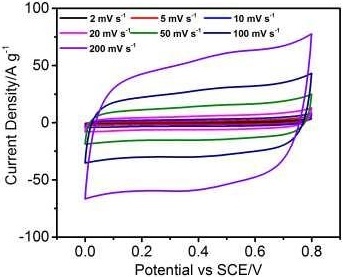 100
2 mV s-1 5 mV s-1 10 mV s-1
20 mV s-1 50 mV s-1 100 mV s-1
200 mV s-1
50
0
-50
-100
Current Density/A g-1
0.0 0.2 0.4 0.6 0.8
Potential vs SCE/V